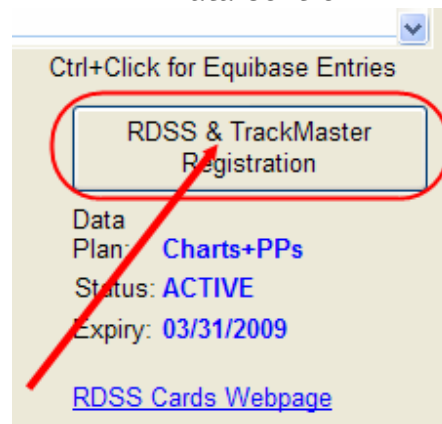 Ctrl+Click for Equibase Entries
RDSS & TrackMaster
Registration
Data
Plan: Charts+PPs
Status: ACTIVE
Expiry: 03/31/2009
RDSS Cards Webpage